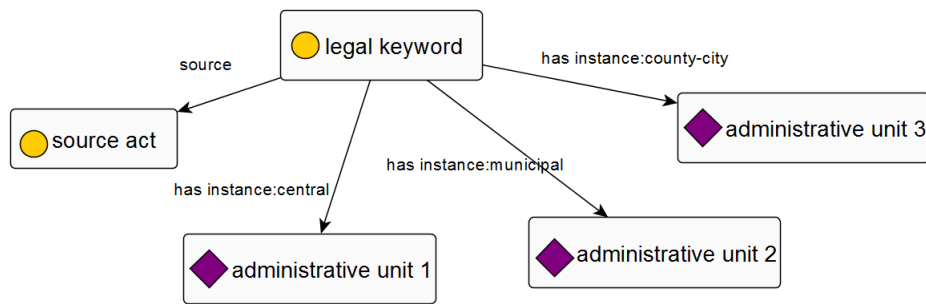 legal keyword
source
has instance:county-city
source act
administrative unit 3
has instance:central
has instance:municipal
administrative unit 1
administrative unit 2